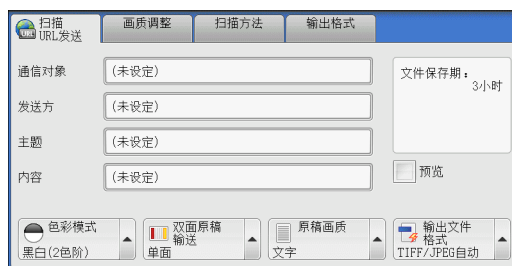 扫描
URL发送
画质调整
扫描方法
输出格式
通信对象
(未设定)
文件保存期：
3小时
发送方
(未设定)
主题
(未设定)
内容
(未设定)
预览
色彩模式
黑白(2色阶)
双面原稿
输送
单面
原稿画质
文字
输出文件
格式
TIFF/JPEG自动